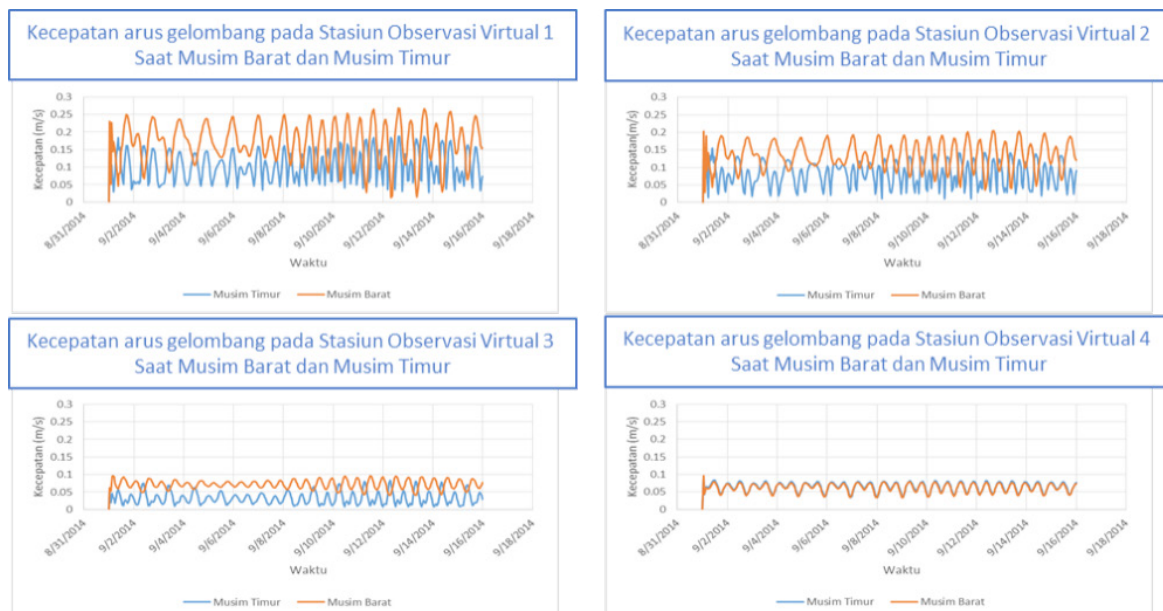 Kecepatan arus gelombang pada Stasiun Observasi Virtual 1
Saat Musim Barat dan Musim Timur
0.3
0.25
0.2
0.15
0.1
0.05
0
Kecepatan (m/s)
8/31/2014
9/2/2014
9/4/2014
9/6/2014
9/8/2014
9/10/2014
9/12/2014
9/14/2014
9/16/2014
9/18/2014
Waktu
Musim Timur
Musim Barat
Kecepatan arus gelombang pada Stasiun Observasi Virtual 2
Saat Musim Barat dan Musim Timur
0.3
0.25
0.2
0.15
0.1
0.05
0
Kecepatan(m/s)
8/31/2014
9/2/2014
9/4/2014
9/6/2014
9/8/2014
9/10/2014
9/12/2014
9/14/2014
9/16/2014
9/18/2014
Waktu
Musim Timur
Musim Barat
Kecepatan arus gelombang pada Stasiun Observasi Virtual 3
Saat Musim Barat dan Musim Timur
0.3
0.25
0.2
0.15
0.1
0.05
0
Kecepatan (m/s)
8/31/2014
9/2/2014
9/4/2014
9/6/2014
9/8/2014
9/10/2014
9/12/2014
9/14/2014
9/16/2014
9/18/2014
Waktu
Musim Timur
Musim Barat
Kecepatan arus gelombang pada Stasiun Observasi Virtual 4
Saat Musim Barat dan Musim Timur
0.3
0.25
0.2
0.15
0.1
0.05
0
Kecepatan (m/s)
8/31/2014
9/2/2014
9/4/2014
9/6/2014
9/8/2014
9/10/2014
9/12/2014
9/14/2014
9/16/2014
9/18/2014
Waktu
Musim Timur
Musim Barat